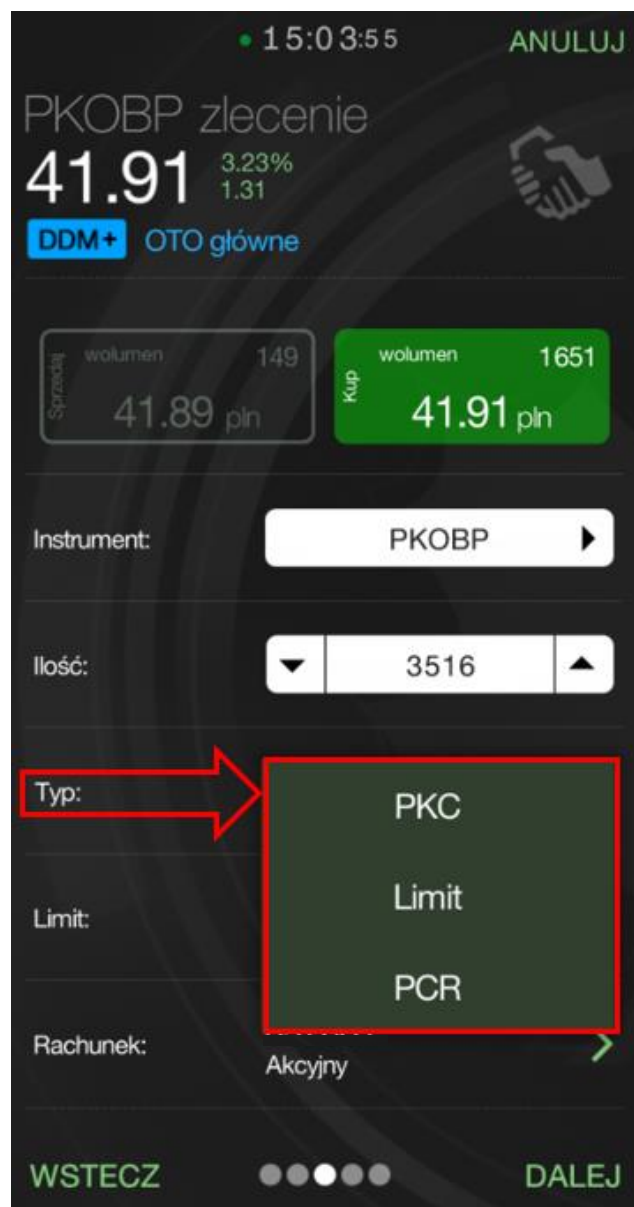 15:03:55 ANULUJ
PKOBP zlecenie
41.91 3.23%
1.31
DDM+ OTO główne
Sprzedaj wolumen 149
41.89 pln
Kup wolumen 1651
41.91 pln
Instrument: PKOBP
Ilość: 3516
Typ:
PKC
Limit
PCR
Limit:
Rachunek:
Akcyjny
WSTECZ DALEJ